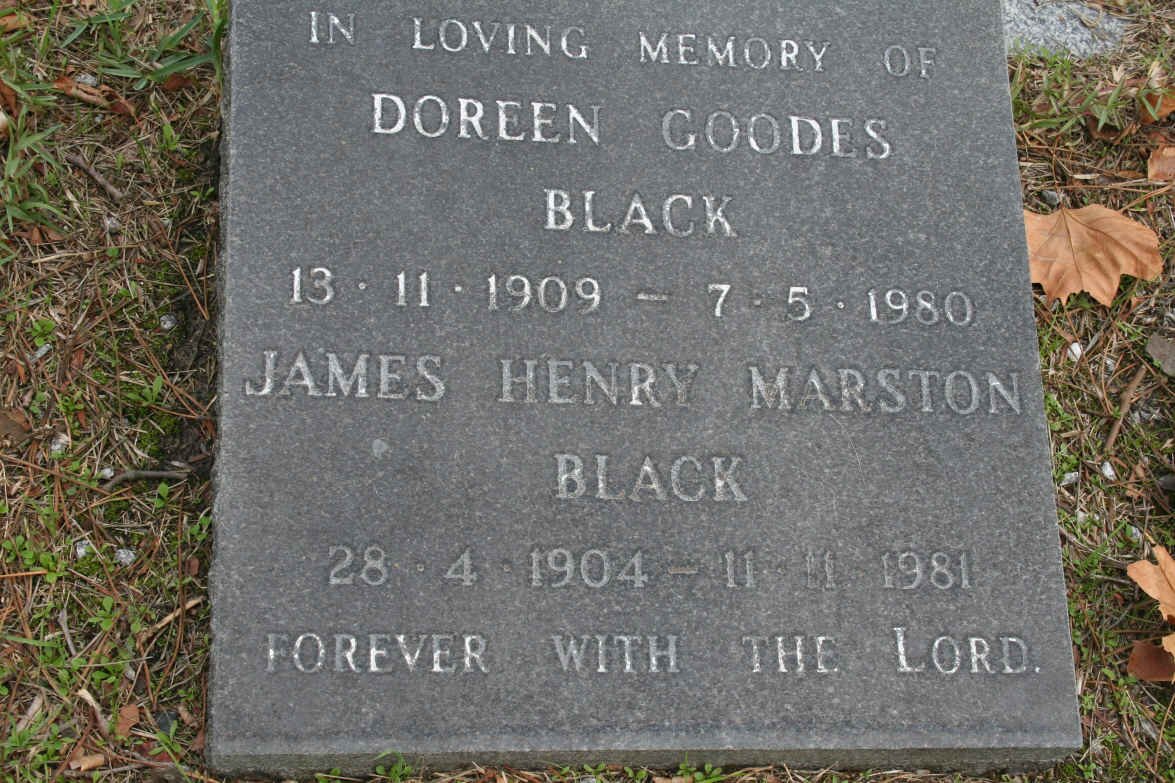 IN LOVING MEMORY OF
DOREEN GOODES
BLACK
13 · 11 · 1909 – 7 · 5 · 1980
JAMES HENRY MARSTON
BLACK
28 · 4 · 1904 – 11 · 11 · 1981
FOREVER WITH THE LORD.